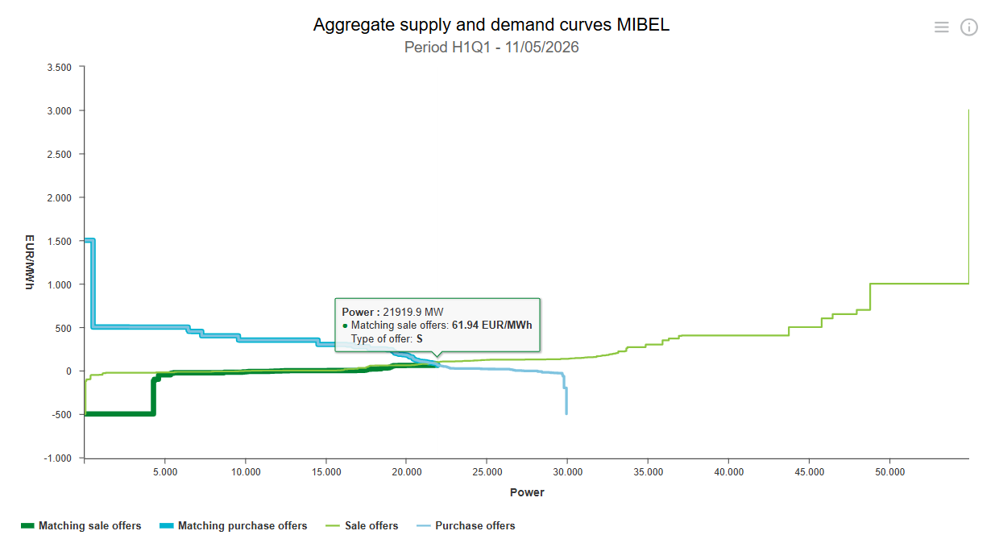 Aggregate supply and demand curves MIBEL
Period H1Q1 - 11/05/2026
3.500
3.000
2.500
2.000
1.500
1.000
500
0
-500
-1.000
EUR/MWh
Power : 21919.9 MW
● Matching sale offers: 61.94 EUR/MWh
Type of offer: S
5.000 10.000 15.000 20.000 25.000 30.000 35.000 40.000 45.000 50.000
Power
Matching sale offers Matching purchase offers Sale offers Purchase offers